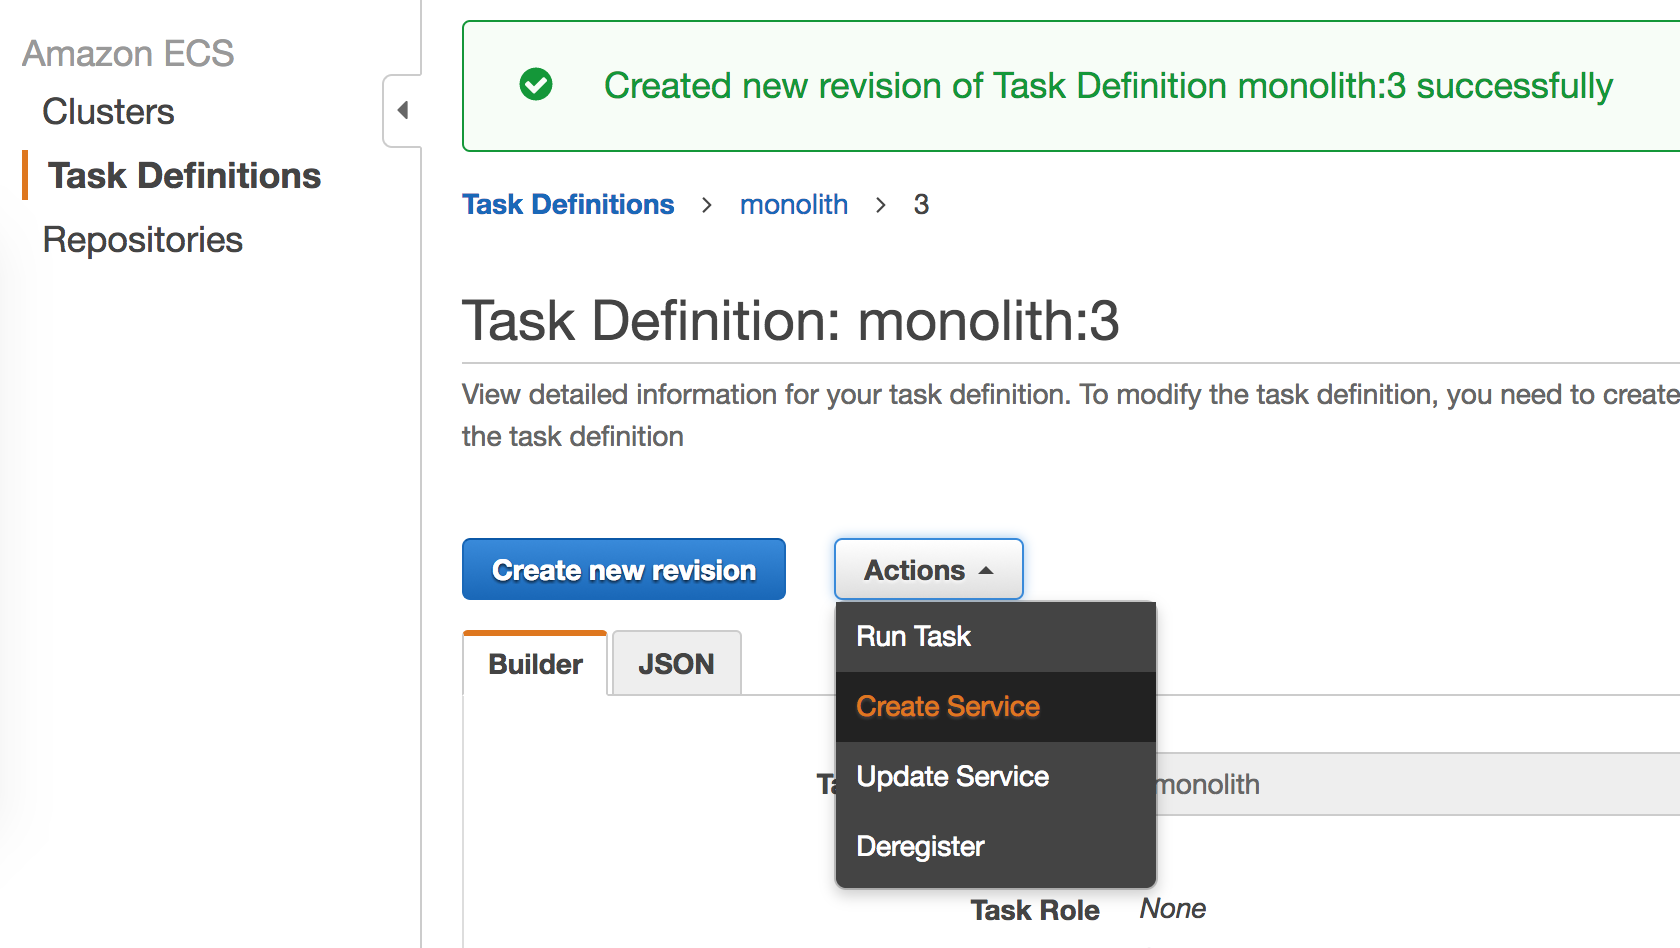 Amazon ECS
Clusters
Task Definitions
Repositories
Created new revision of Task Definition monolith:3 successfully
Task Definitions > monolith > 3
Task Definition: monolith:3
View detailed information for your task definition. To modify the task definition, you need to create
the task definition
Create new revision
Actions
Run Task
Create Service
Update Service
Deregister
Builder
JSON
monolith
Task Role
None